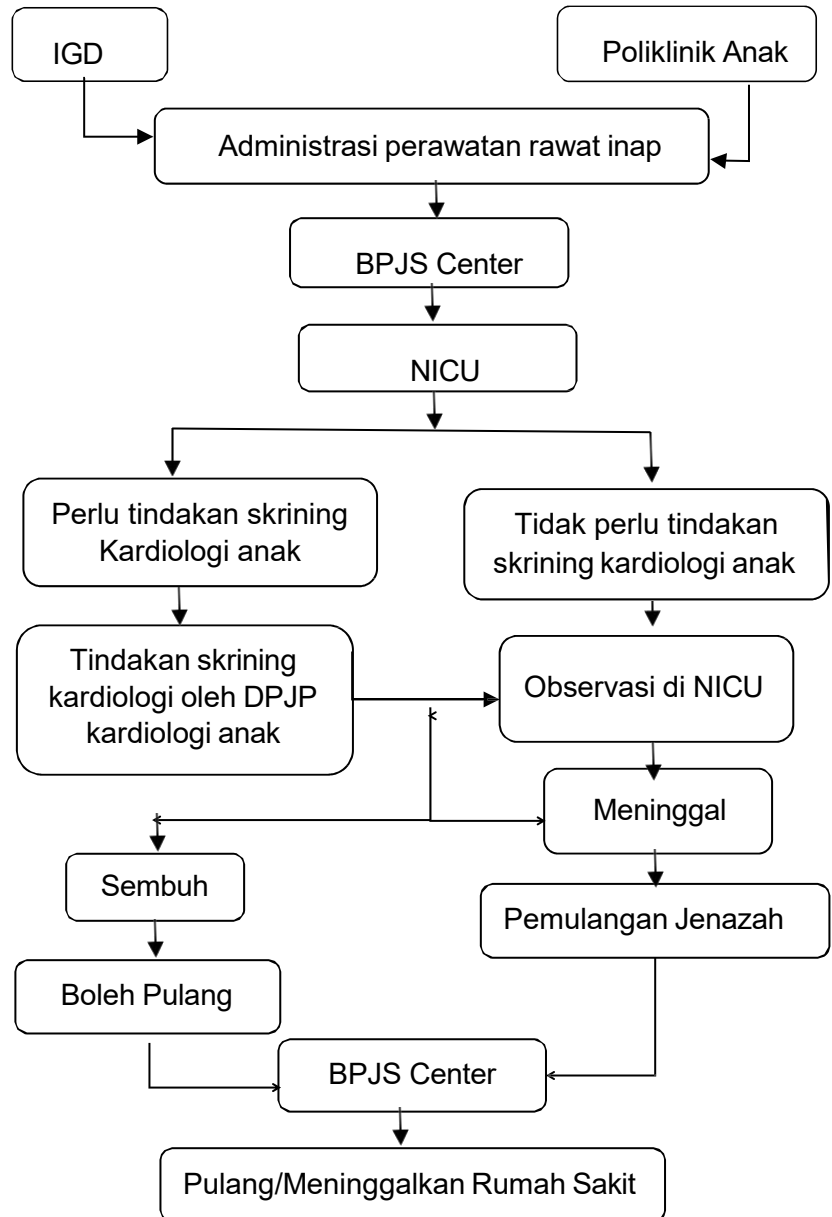 IGD
Poliklinik Anak
Administrasi perawatan rawat inap
BPJS Center
NICU
Perlu tindakan skrining
Kardiologi anak
Tidak perlu tindakan
skrining kardiologi anak
Tindakan skrining
kardiologi oleh DPJP
kardiologi anak
Observasi di NICU
Meninggal
Sembuh
Pemulangan Jenazah
Boleh Pulang
BPJS Center
Pulang/Meninggalkan Rumah Sakit